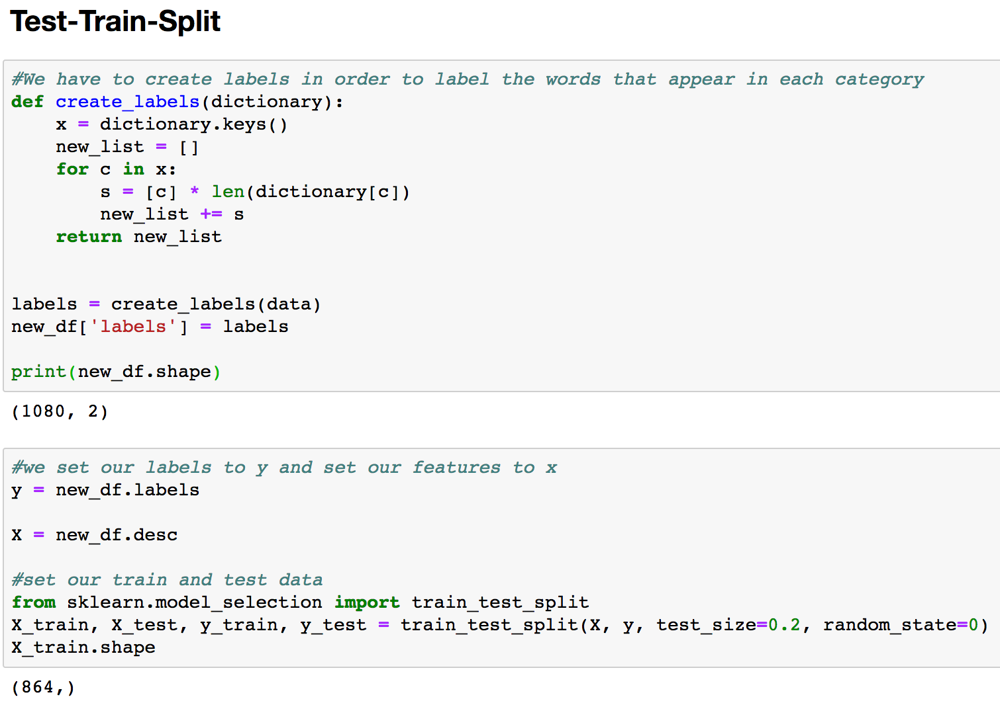 Test-Train-Split
#We have to create labels in order to label the words that appear in each category
def create_labels(dictionary):
    x = dictionary.keys()
    new_list = []
    for c in x:
        s = [c] * len(dictionary[c])
        new_list += s
    return new_list
labels = create_labels(data)
new_df['labels'] = labels
print(new_df.shape)
(1080, 2)
#we set our labels to y and set our features to x
y = new_df.labels
X = new_df.desc
#set our train and test data
from sklearn.model_selection import train_test_split
X_train, X_test, y_train, y_test = train_test_split(X, y, test_size=0.2, random_state=0)
X_train.shape
(864,)